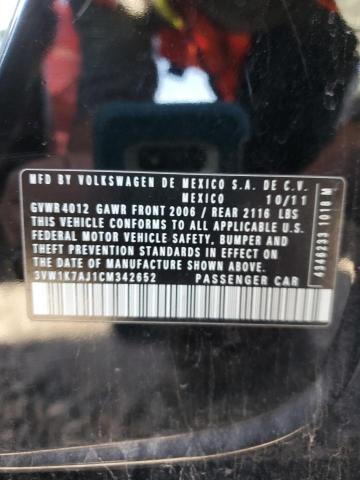 MFD BY VOLKSWAGEN DE MEXICO S.A. DE C.V.
MEXICO 10/11
GVWR4012 GAWR FRONT 2006 / REAR 2116 LBS
THIS VEHICLE CONFORMS TO ALL APPLICABLE U.S.
FEDERAL MOTOR VEHICLE SAFETY, BUMPER AND
THEFT PREVENTION STANDARDS IN EFFECT ON THE
DATE OF MANUFACTURE SHOWN ABOVE.
3VW1K7AJ1CM342652 PASSENGER CAR
4346233 1018 M